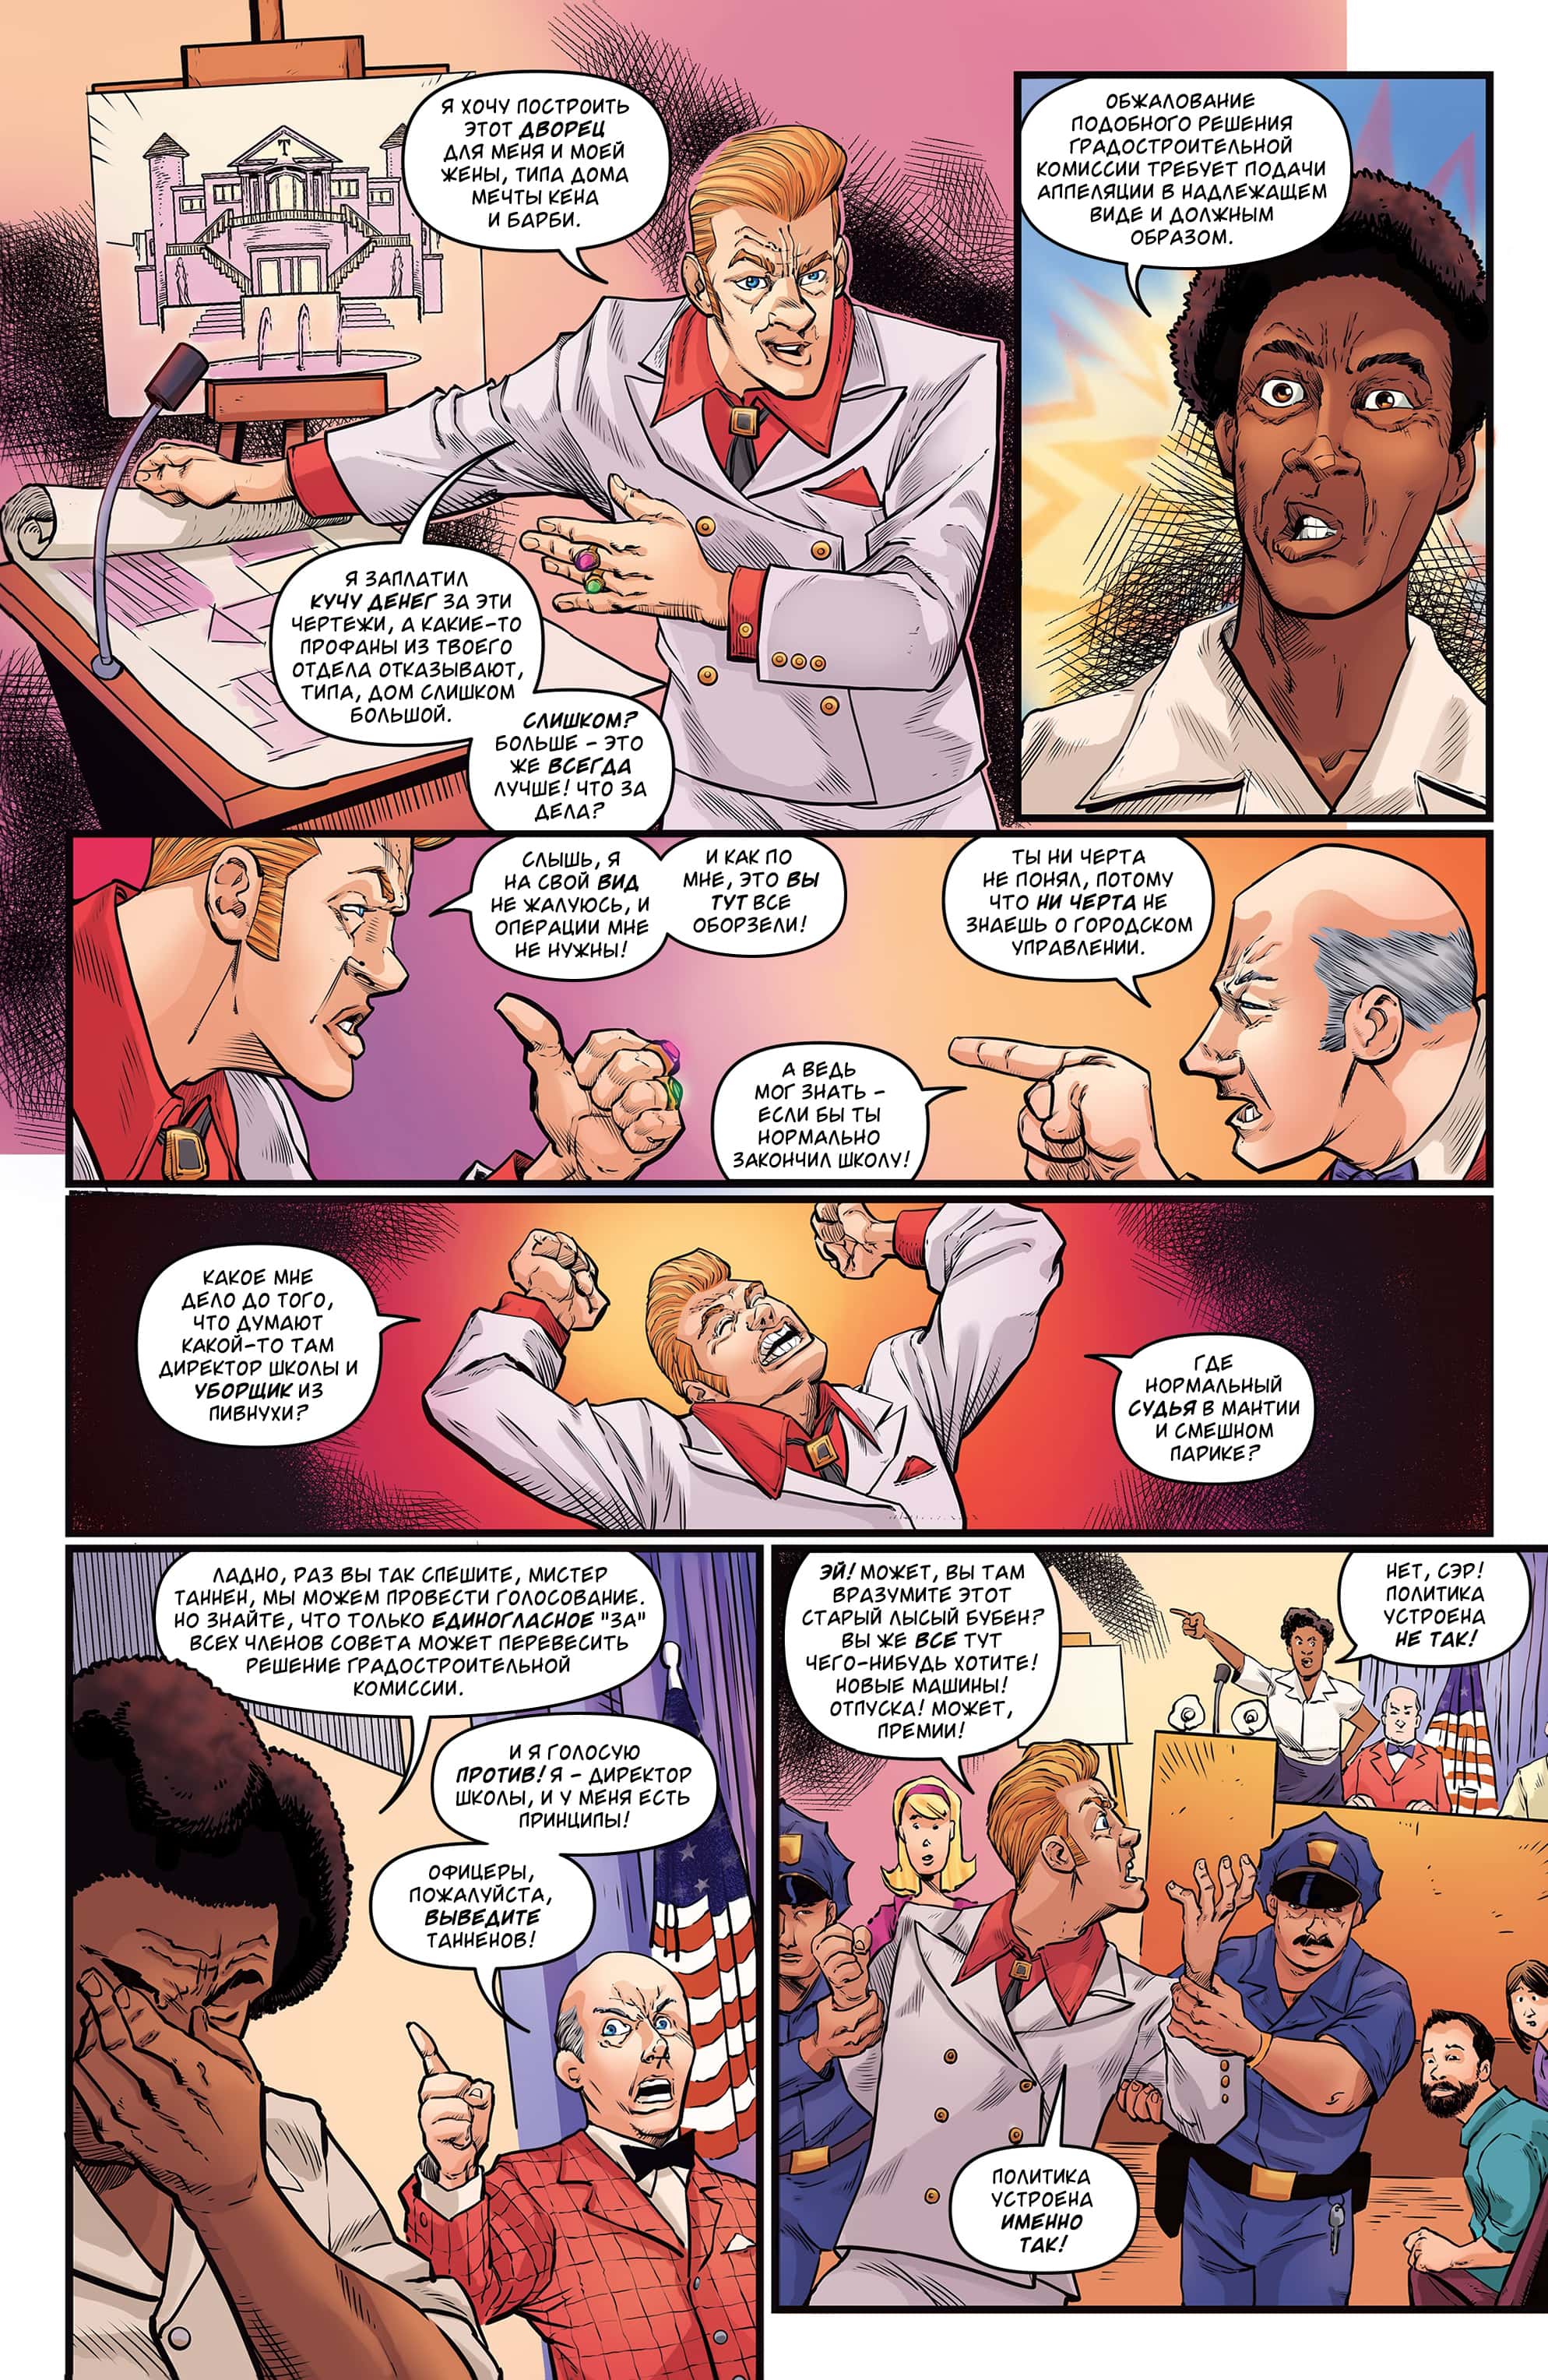 Я ХОЧУ ПОСТРОИТЬ
ЭТОТ ДВОРЕЦ
ДЛЯ МЕНЯ И МОЕЙ
ЖЕНЫ, ТИПА ДОМА
МЕЧТЫ КЕНА
И БАРБИ.
T
Я ЗАПЛАТИЛ
КУЧУ ДЕНЕГ ЗА ЭТИ
ЧЕРТЕЖИ, А КАКИЕ-ТО
ПРОФАНЫ ИЗ ТВОЕГО
ОТДЕЛА ОТКАЗЫВАЮТ,
ТИПА, ДОМ СЛИШКОМ
БОЛЬШОЙ.
СЛИШКОМ?
БОЛЬШЕ - ЭТО
ЖЕ ВСЕГДА
ЛУЧШЕ! ЧТО ЗА
ДЕЛА?
ОБЖАЛОВАНИЕ
ПОДОБНОГО РЕШЕНИЯ
ГРАДОСТРОИТЕЛЬНОЙ
КОМИССИИ ТРЕБУЕТ ПОДАЧИ
АППЕЛЯЦИИ В НАДЛЕЖАЩЕМ
ВИДЕ И ДОЛЖНЫМ
ОБРАЗОМ.
СЛЫШЬ, Я
НА СВОЙ ВИД
НЕ ЖАЛУЮСЬ, И
ОПЕРАЦИИ МНЕ
НЕ НУЖНЫ!
И КАК ПО
МНЕ, ЭТО ВЫ
ТУТ ВСЕ
ОБОРЗЕЛИ!
ТЫ НИ ЧЕРТА
НЕ ПОНЯЛ, ПОТОМУ
ЧТО НИ ЧЕРТА НЕ
ЗНАЕШЬ О ГОРОДСКОМ
УПРАВЛЕНИИ.
А ВЕДЬ
МОГ ЗНАТЬ -
ЕСЛИ БЫ ТЫ
НОРМАЛЬНО
ЗАКОНЧИЛ ШКОЛУ!
КАКОЕ МНЕ
ДЕЛО ДО ТОГО,
ЧТО ДУМАЮТ
КАКОЙ-ТО ТАМ
ДИРЕКТОР ШКОЛЫ И
УБОРЩИК ИЗ
ПИВНУХИ?
ГДЕ
НОРМАЛЬНЫЙ
СУДЬЯ В МАНТИИ
И СМЕШНОМ
ПАРИКЕ?
ЛАДНО, РАЗ ВЫ ТАК СПЕШИТЕ, МИСТЕР
ТАННЕН, МЫ МОЖЕМ ПРОВЕСТИ ГОЛОСОВАНИЕ.
НО ЗНАЙТЕ, ЧТО ТОЛЬКО ЕДИНОГЛАСНОЕ "ЗА"
ВСЕХ ЧЛЕНОВ СОВЕТА МОЖЕТ ПЕРЕВЕСИТЬ
РЕШЕНИЕ ГРАДОСТРОИТЕЛЬНОЙ
КОМИССИИ.
И Я ГОЛОСУЮ
ПРОТИВ! Я - ДИРЕКТОР
ШКОЛЫ, И У МЕНЯ ЕСТЬ
ПРИНЦИПЫ!
ОФИЦЕРЫ,
ПОЖАЛУЙСТА,
ВЫВЕДИТЕ
ТАННЕНОВ!
ЭЙ! МОЖЕТ, ВЫ ТАМ
ВРАЗУМИТЕ ЭТОТ
СТАРЫЙ ЛЫСЫЙ БУБЕН?
ВЫ ЖЕ ВСЕ ТУТ
ЧЕГО-НИБУДЬ ХОТИТЕ!
НОВЫЕ МАШИНЫ!
ОТПУСКА! МОЖЕТ,
ПРЕМИИ!
НЕТ, СЭР!
ПОЛИТИКА
УСТРОЕНА
НЕ ТАК!
ПОЛИТИКА
УСТРОЕНА
ИМЕННО
ТАК!